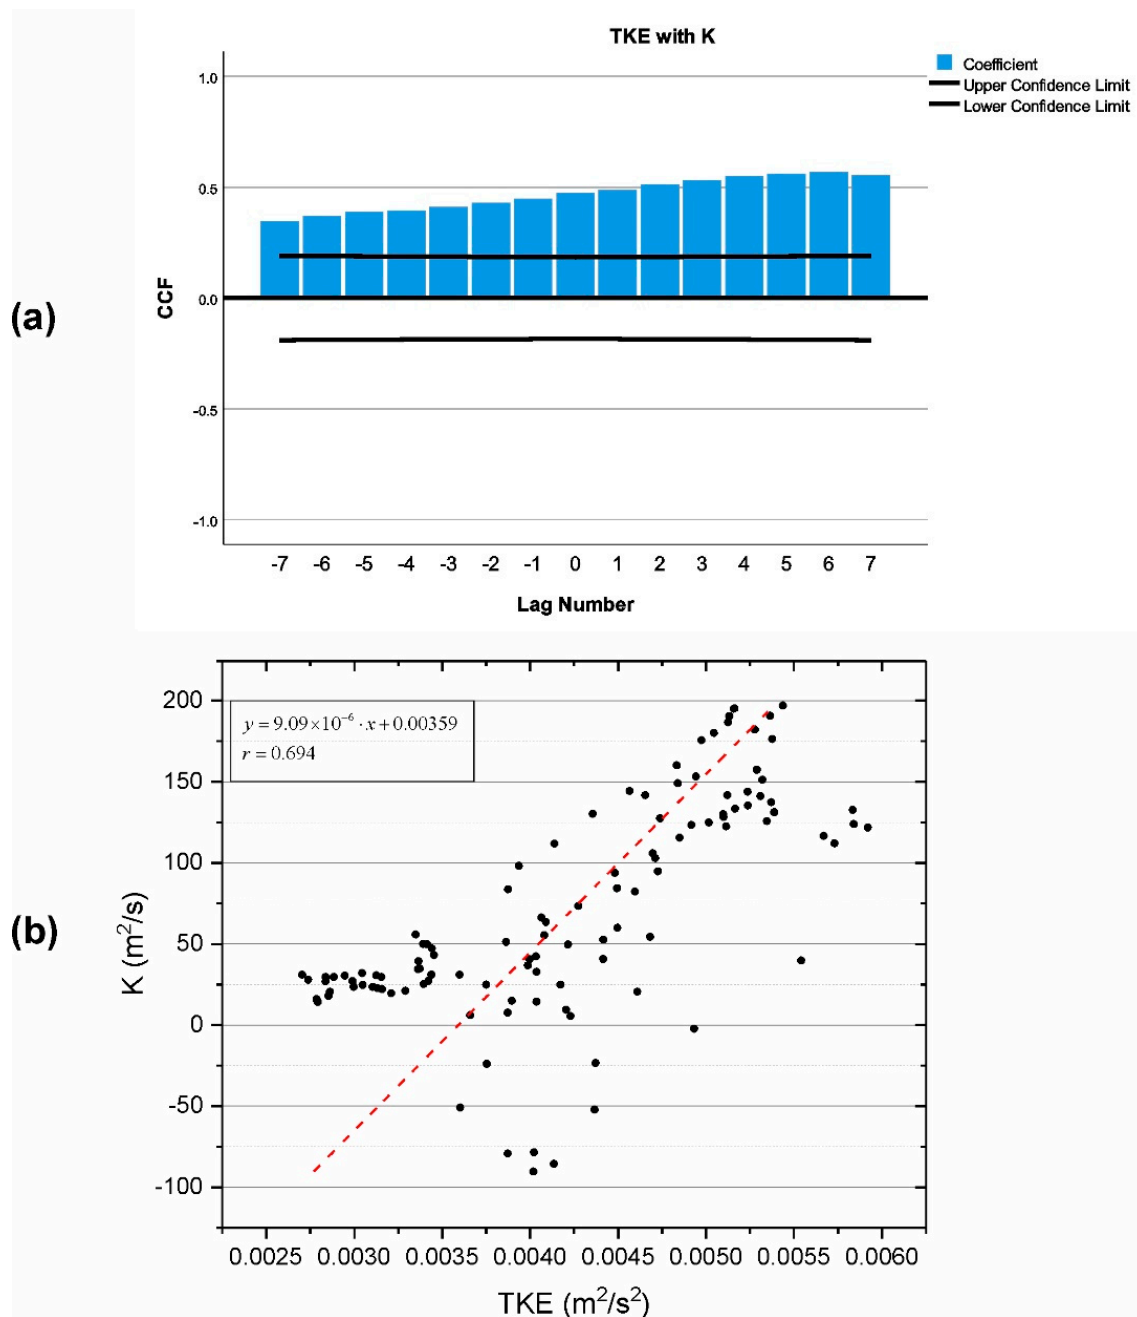 TKE with K
Coefficient
Upper Confidence Limit
Lower Confidence Limit
1.0
0.5
0.0
-0.5
-1.0
CCF
(a)
-7 -6 -5 -4 -3 -2 -1 0 1 2 3 4 5 6 7
Lag Number
y = 9.09×10⁻⁶ · x + 0.00359
r = 0.694
200
150
100
50
0
-50
-100
K (m²/s)
(b)
0.0025 0.0030 0.0035 0.0040 0.0045 0.0050 0.0055 0.0060
TKE (m²/s²)